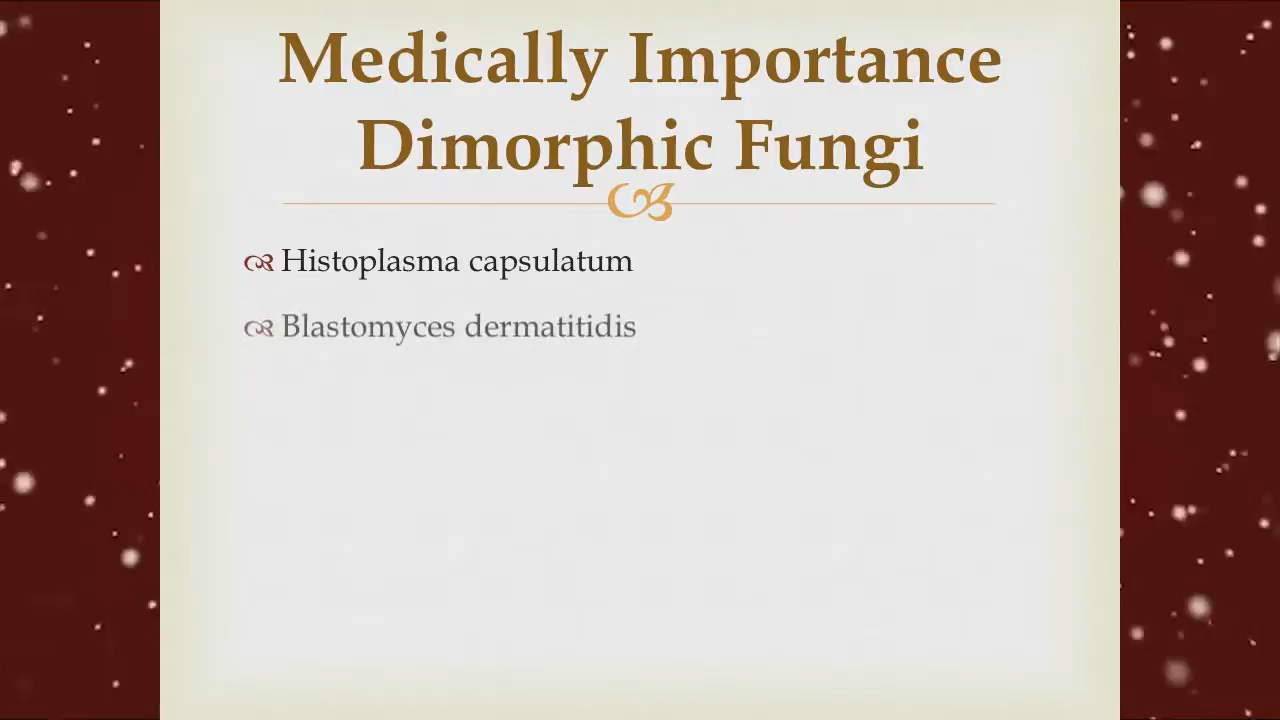 Medically Importance
Dimorphic Fungi
Histoplasma capsulatum
Blastomyces dermatitidis